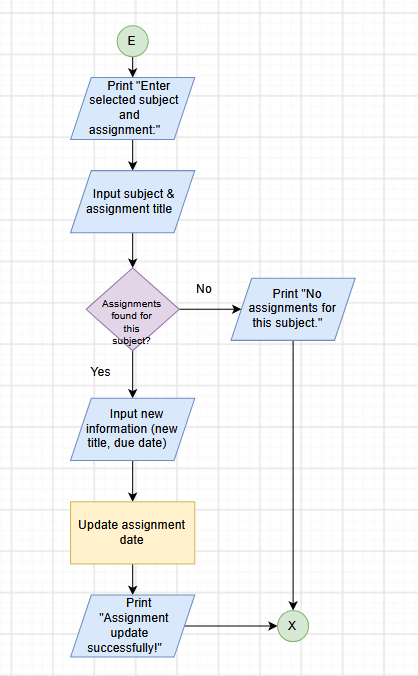 E
Print "Enter
selected subject
and
assignment:"
Input subject &
assignment title
Assignments
found for
this
subject?
No
Print "No
assignments for
this subject."
Yes
Input new
information (new
title, due date)
Update assignment
date
Print
"Assignment
update
successfully!"
X